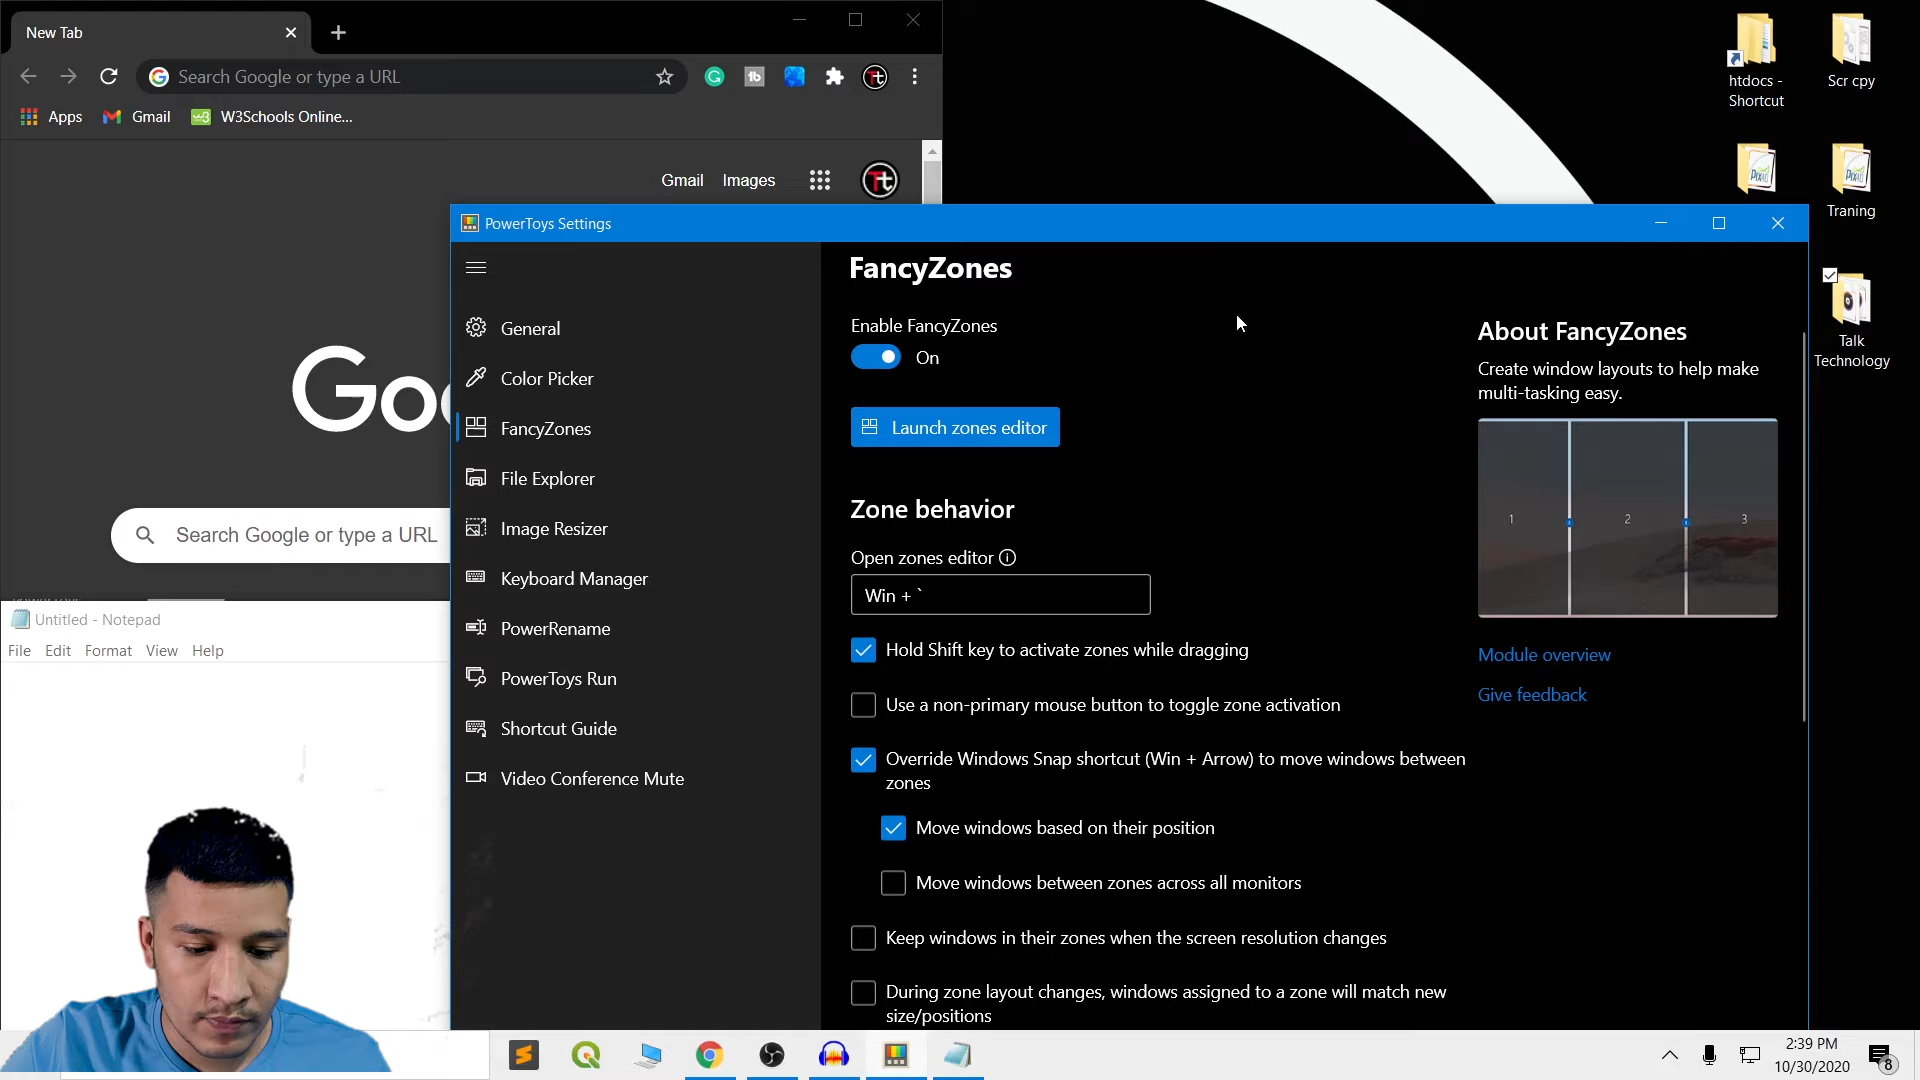 New Tab
Search Google or type a URL
Apps
Gmail
W3Schools Online...
Gmail
Images
Search Google or type a URL
Untitled - Notepad
File
Edit
Format
View
Help
PowerToys Settings
General
Color Picker
FancyZones
File Explorer
Image Resizer
Keyboard Manager
PowerRename
PowerToys Run
Shortcut Guide
Video Conference Mute
FancyZones
Enable FancyZones
On
Launch zones editor
Zone behavior
Open zones editor
Win + `
Hold Shift key to activate zones while dragging
Use a non-primary mouse button to toggle zone activation
Override Windows Snap shortcut (Win + Arrow) to move windows between
zones
Move windows based on their position
Move windows between zones across all monitors
Keep windows in their zones when the screen resolution changes
During zone layout changes, windows assigned to a zone will match new
size/positions
About FancyZones
Create window layouts to help make
multi-tasking easy.
1
2
3
Module overview
Give feedback
htdocs -
Shortcut
Scr cpy
Traning
Talk
Technology
2:39 PM
10/30/2020
8